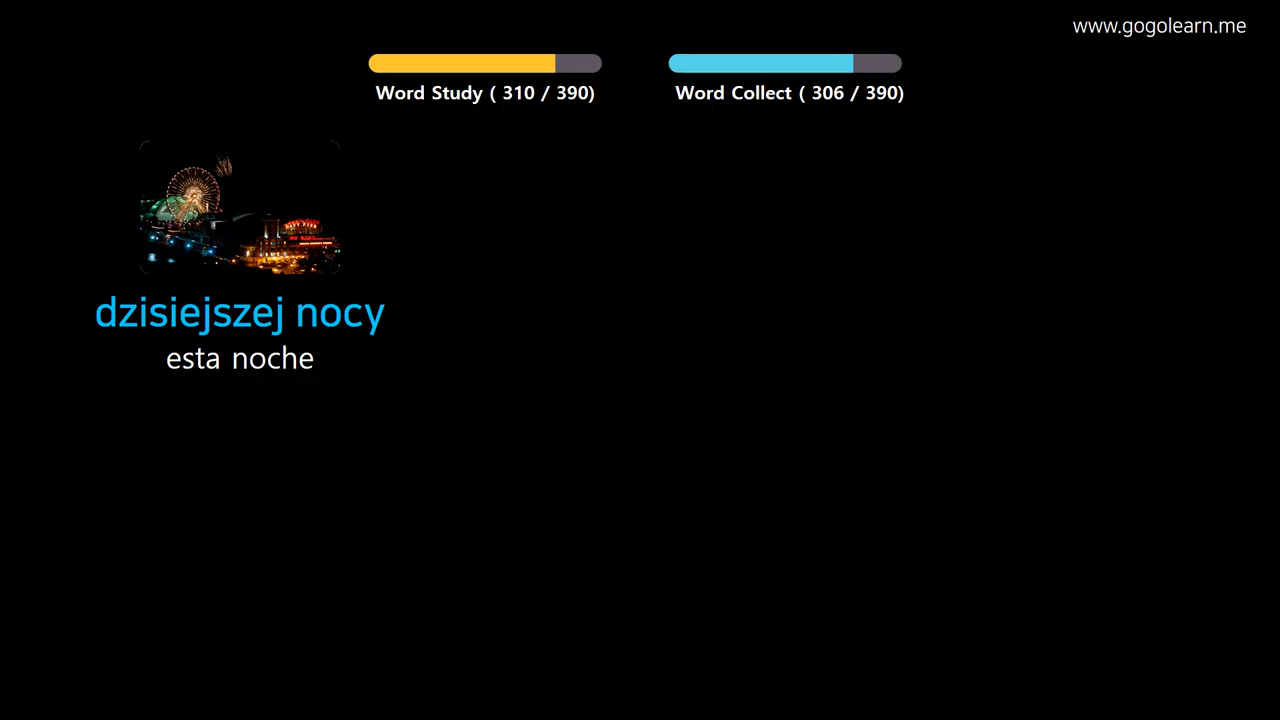 www.gogolearn.me
Word Study ( 310 / 390)
Word Collect ( 306 / 390)
dzisiejszej nocy
esta noche